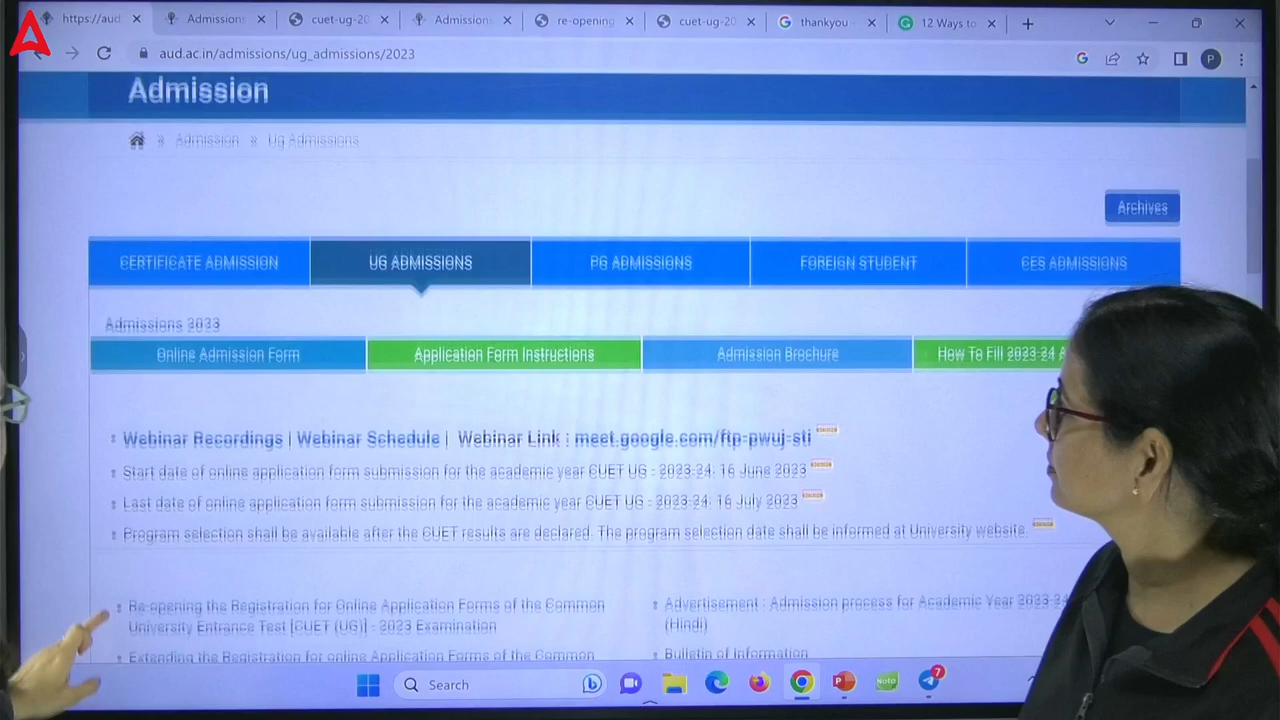 https://aud
Admissions
cuet-ug-20
Admissions
re-opening
cuet-ug-20
thankyou
12 Ways to
aud.ac.in/admissions/ug_admissions/2023
P
Admission
» Admission » Ug Admissions
Archives
CERTIFICATE ADMISSION
UG ADMISSIONS
PG ADMISSIONS
FOREIGN STUDENT
CES ADMISSIONS
Admissions 2023
Online Admission Form
Application Form Instructions
Admission Brochure
How To Fill 2023-24 A
Webinar Recordings | Webinar Schedule | Webinar Link : meet.google.com/ftp-pwuj-sti
Start date of online application form submission for the academic year CUET UG - 2023-24: 16 June 2023
Last date of online application form submission for the academic year CUET UG - 2023-24: 16 July 2023
Program selection shall be available after the CUET results are declared. The program selection date shall be informed at University website.
Re-opening the Registration for Online Application Forms of the Common
University Entrance Test [CUET (UG)] - 2023 Examination
Extending the Registration for online Application Forms of the Common
Advertisement : Admission process for Academic Year 2023-24
(Hindi)
Bulletin of Information
Search
7